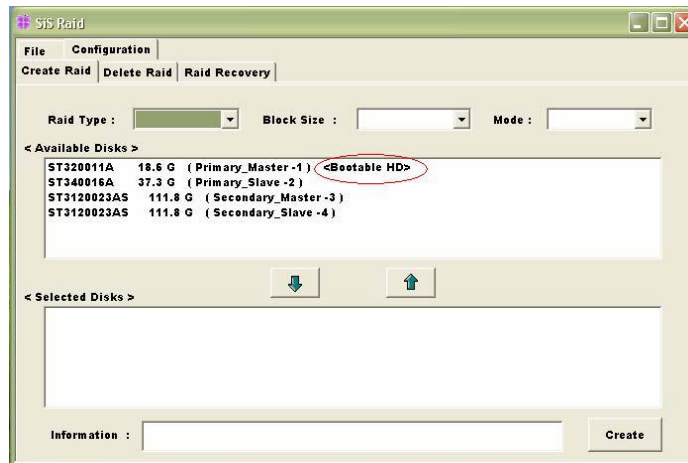 SiS Raid
File Configuration
Create Raid Delete Raid Raid Recovery
Raid Type : Block Size : Mode :
< Available Disks >
ST320011A 18.6 G ( Primary_Master -1 ) <Bootable HD>
ST340016A 37.3 G ( Primary_Slave -2 )
ST3120023AS 111.8 G ( Secondary_Master -3 )
ST3120023AS 111.8 G ( Secondary_Slave -4 )
< Selected Disks >
Information : Create